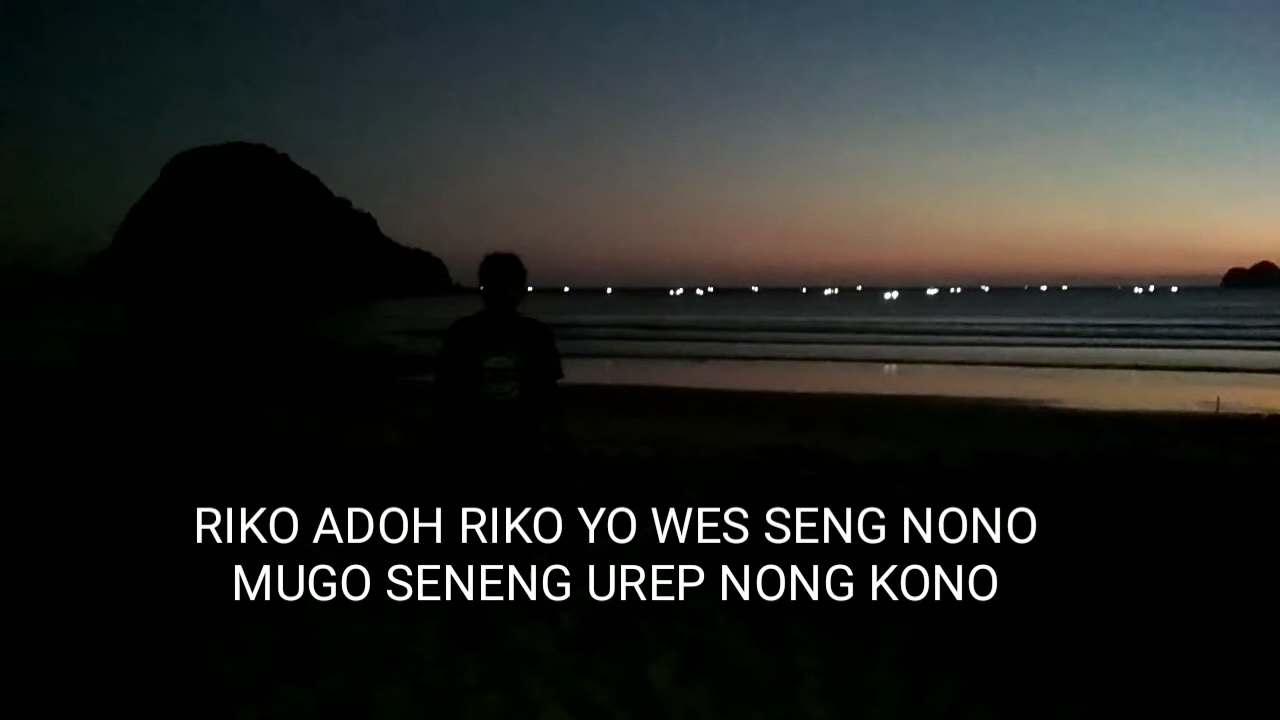 RIKO ADOH RIKO YO WES SENG NONO
MUGO SENENG UREP NONG KONO